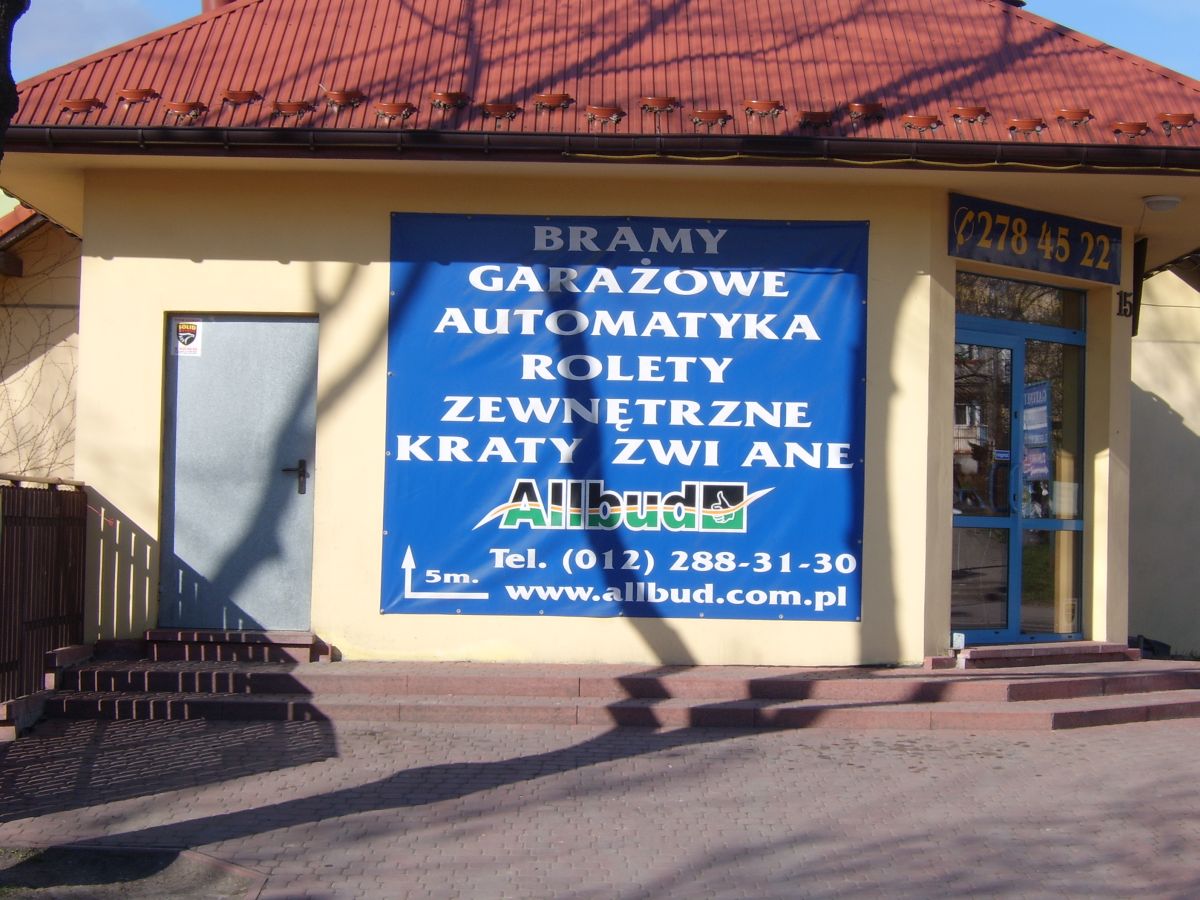 BRAMY
GARAŻOWE
AUTOMATYKA
ROLETY
ZEWNĘTRZNE
KRATY ZWI ANE
Allbud
Tel. (012) 288-31-30
5m.
www.allbud.com.pl
278 45 22
15
SOLID